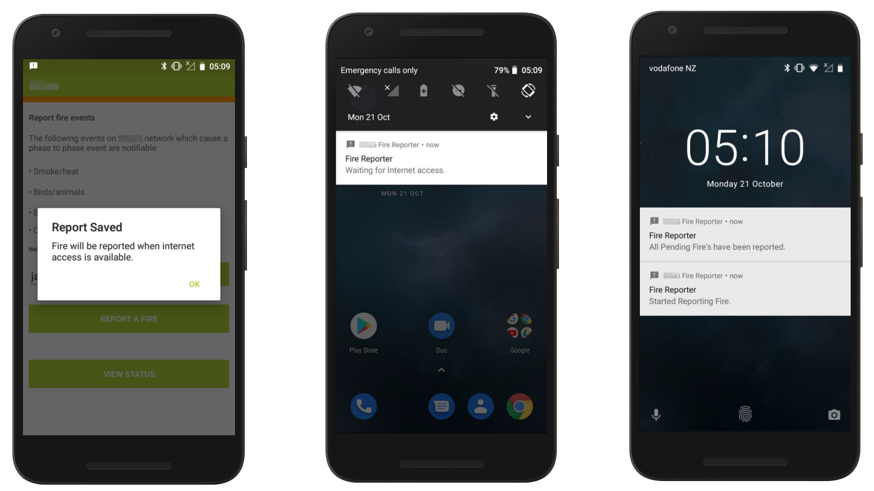 05:09
Report fire events
The following events on network which cause a
phase to phase event are notifiable:
• Smoke/heat
• Birds/animals
Report Saved
Fire will be reported when internet
access is available.
OK
REPORT A FIRE
VIEW STATUS
Emergency calls only 79% 05:09
Mon 21 Oct
Fire Reporter • now
Fire Reporter
Waiting for Internet access.
MON 21 OCT
Play Store Duo Google
vodafone NZ
05:10
Monday 21 October
Fire Reporter • now
Fire Reporter
All Pending Fire's have been reported.
Fire Reporter • now
Fire Reporter
Started Reporting Fire.